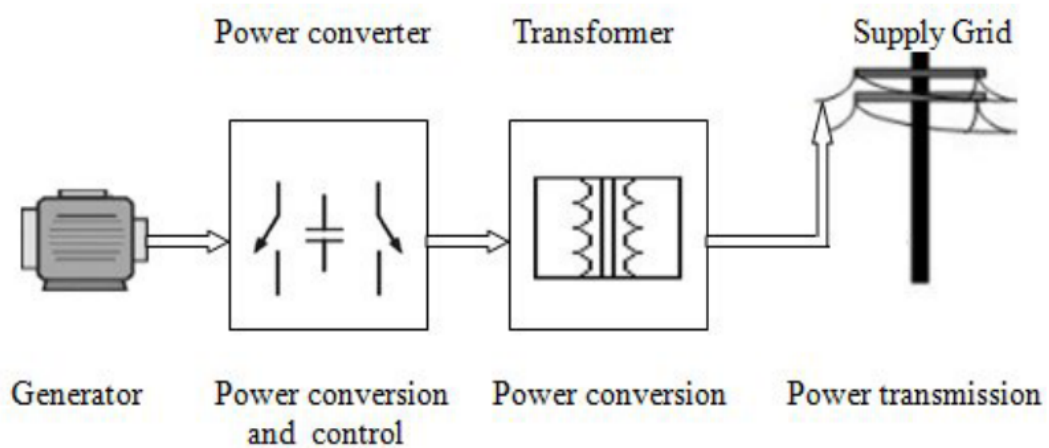 Power converter
Transformer
Supply Grid
Generator
Power conversion
and control
Power conversion
Power transmission